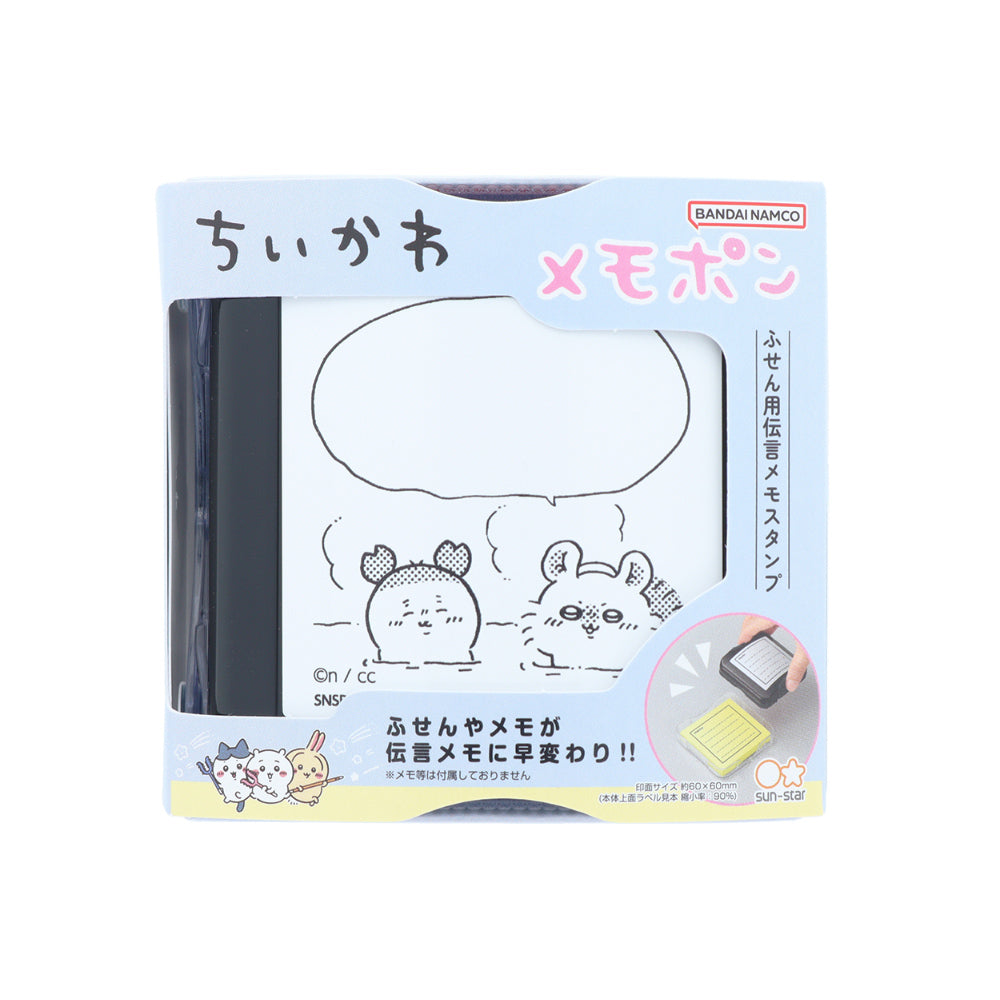 ちいかわ
BANDAI NAMCO
メモポン
ふせん用伝言メモスタンプ
©n / cc
ふせんやメモが
伝言メモに早変わり!!
※メモ等は付属しておりません
印面サイズ 約60×60mm
(本体上面ラベル見本 縮小率:90%)
sun-star